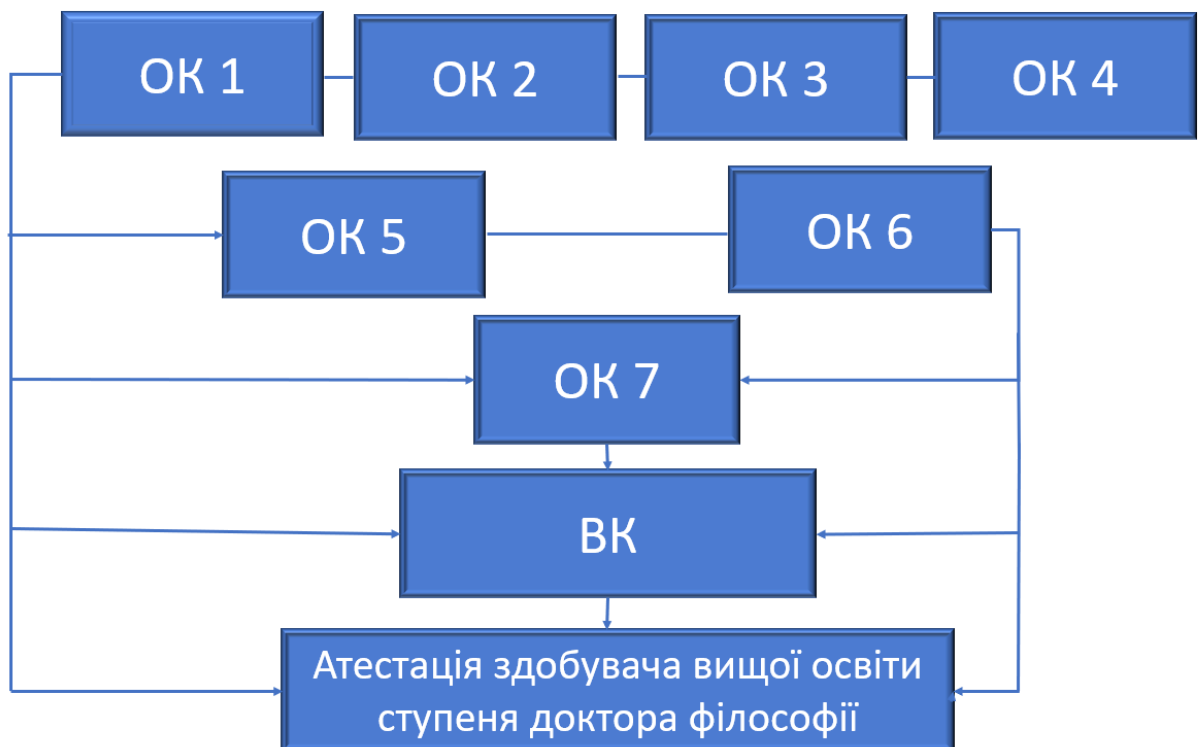 ОК 1
ОК 2
ОК 3
ОК 4
ОК 5
ОК 6
ОК 7
ВК
Атестація здобувача вищої освіти
ступеня доктора філософії